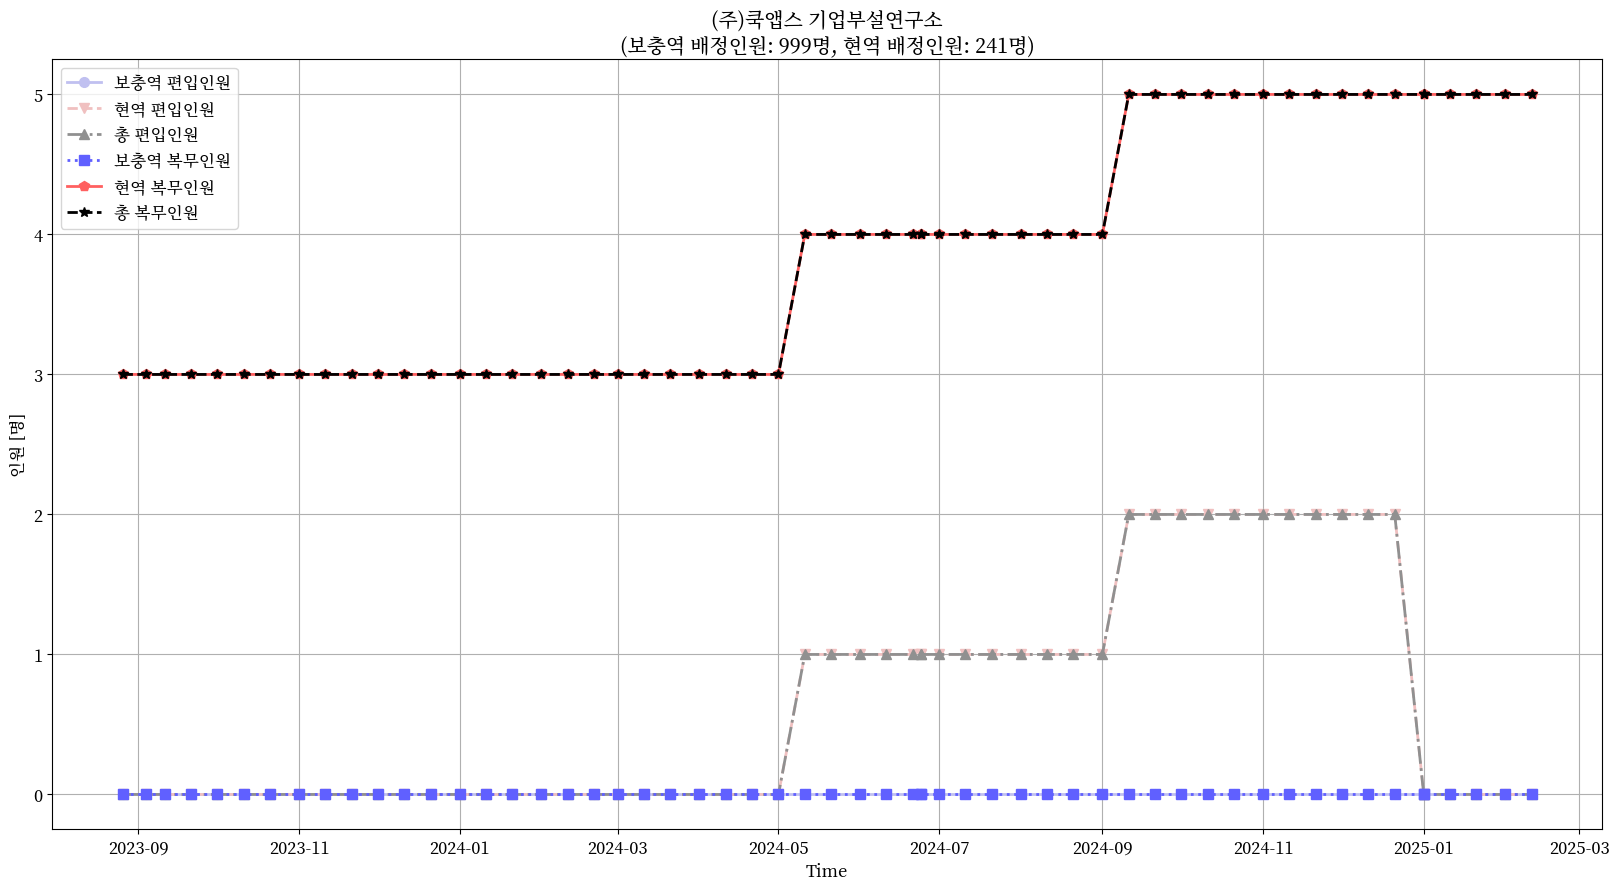 (주)쿡앱스 기업부설연구소
(보충역 배정인원: 999명, 현역 배정인원: 241명)
보충역 편입인원
현역 편입인원
총 편입인원
보충역 복무인원
현역 복무인원
총 복무인원
5
4
3
2
1
0
인원 [명]
2023-09 2023-11 2024-01 2024-03 2024-05 2024-07 2024-09 2024-11 2025-01 2025-03
Time